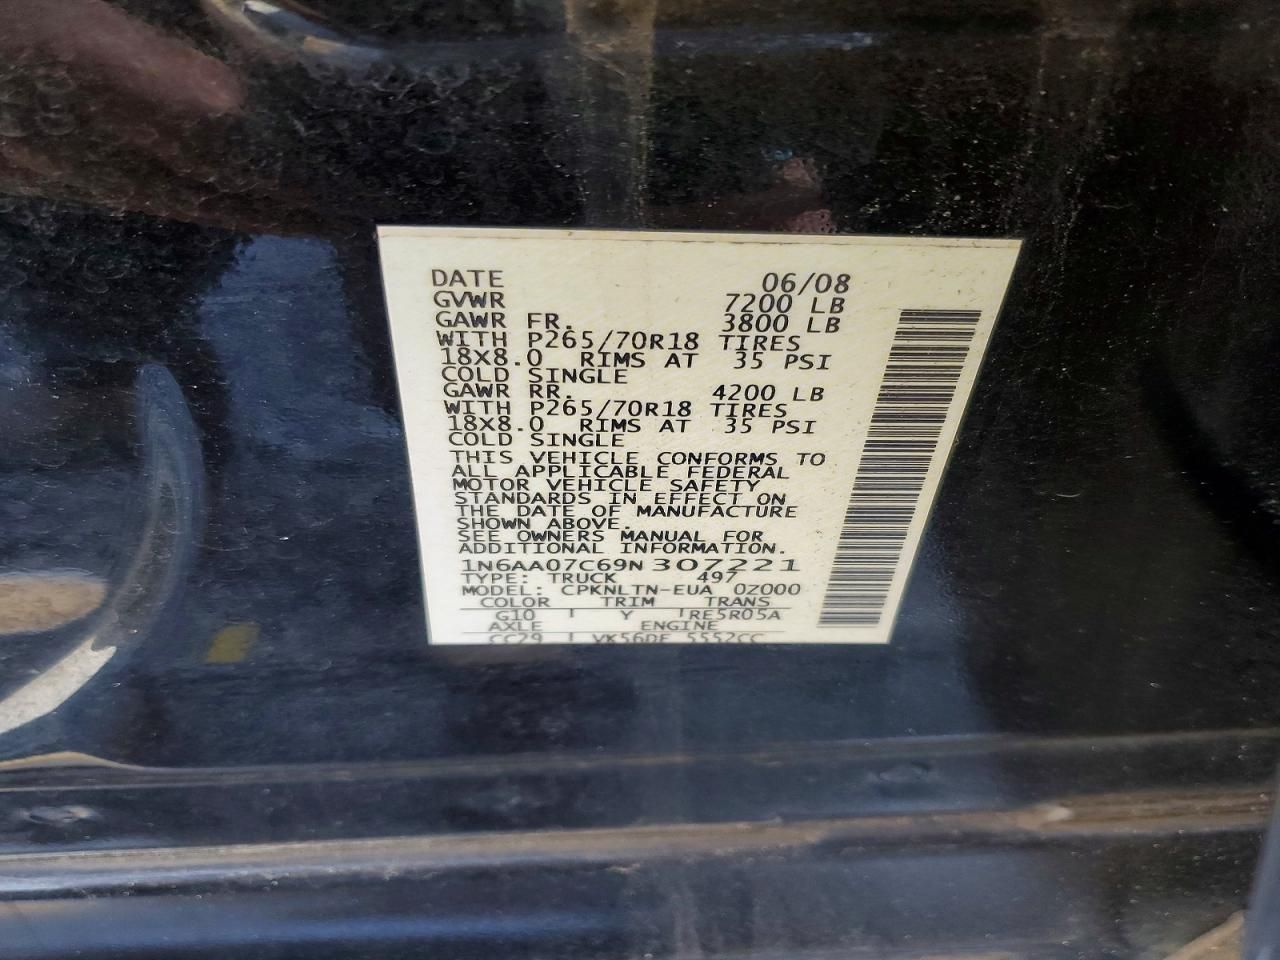 DATE 06/08
GVWR 7200 LB
GAWR FR. 3800 LB
WITH P265/70R18 TIRES
18X8.0 RIMS AT 35 PSI
COLD SINGLE
GAWR RR. 4200 LB
WITH P265/70R18 TIRES
18X8.0 RIMS AT 35 PSI
COLD SINGLE
THIS VEHICLE CONFORMS TO
ALL APPLICABLE FEDERAL
MOTOR VEHICLE SAFETY
STANDARDS IN EFFECT ON
THE DATE OF MANUFACTURE
SHOWN ABOVE.
SEE OWNERS MANUAL FOR
ADDITIONAL INFORMATION.
1N6AA07C69N307221
TYPE: TRUCK 497
MODEL: CPKNLTN-EUA 0Z000
COLOR TRIM TRANS
G10 Y RE5R05A
AXLE ENGINE
CC29 VK56DE 5552CC